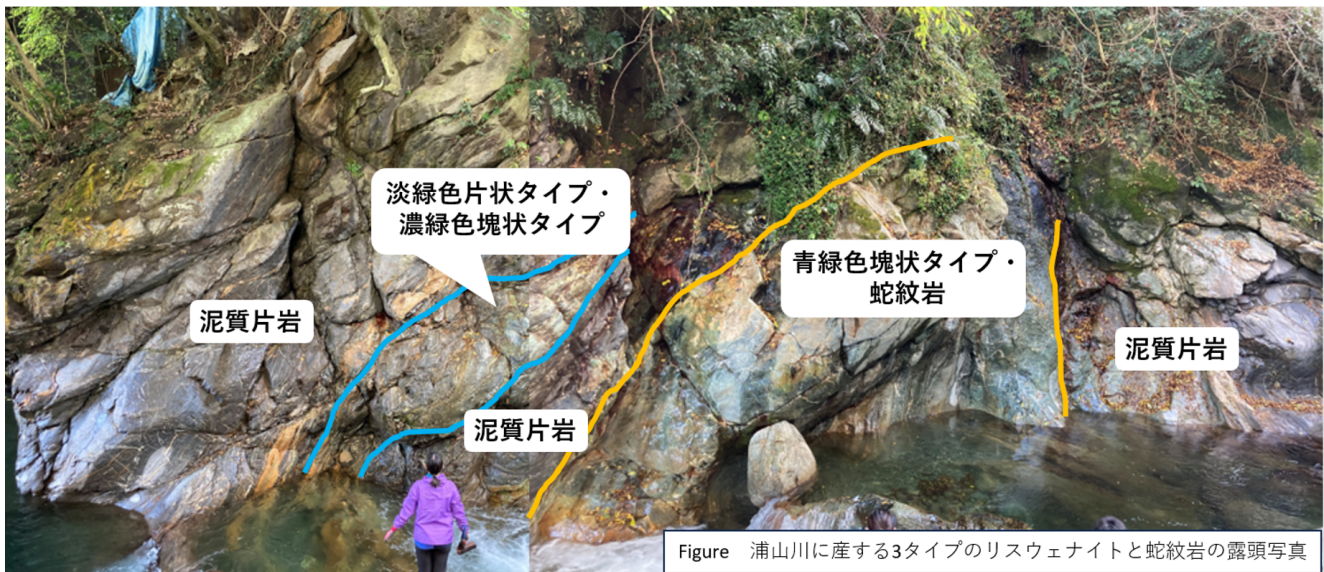 淡緑色片状タイプ・
濃緑色塊状タイプ
青緑色塊状タイプ・
蛇紋岩
泥質片岩
泥質片岩
泥質片岩
Figure　浦山川に産する3タイプのリスウェナイトと蛇紋岩の露頭写真